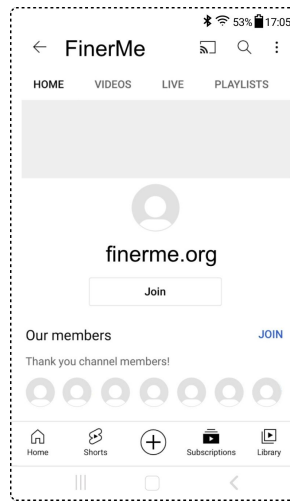 53% 17:05
FinerMe
HOME VIDEOS LIVE PLAYLISTS
finerme.org
Join
Our members JOIN
Thank you channel members!
Home Shorts Subscriptions Library